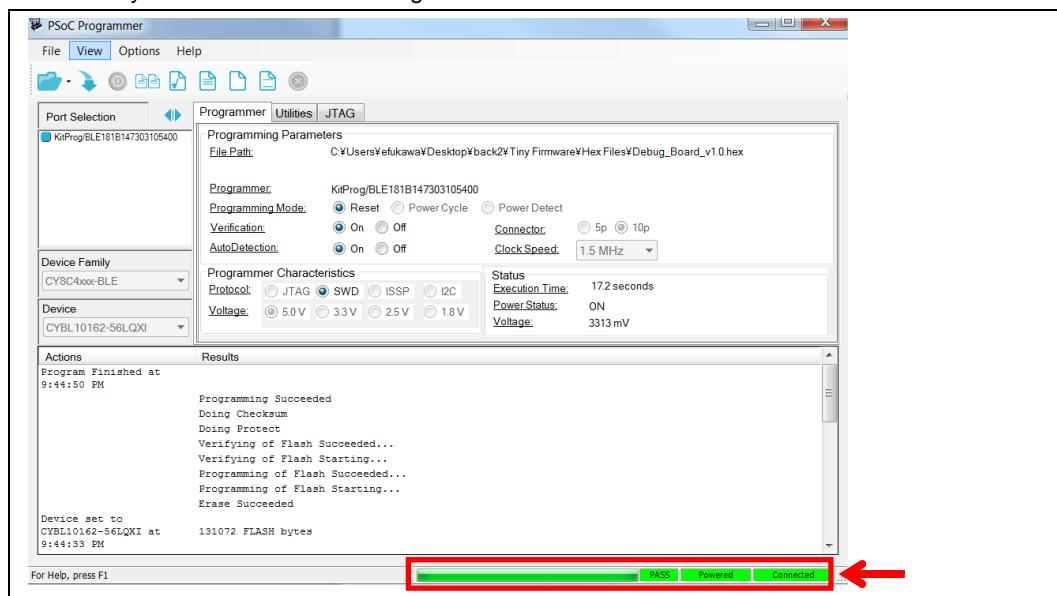 PSoC Programmer
File View Options Help
Port Selection
KitProg/BLE181B147303105400
Programmer Utilities JTAG
Programming Parameters
File Path: C:¥Users¥efukawa¥Desktop¥back2¥Tiny Firmware¥Hex Files¥Debug_Board_v1.0.hex
Programmer: KitProg/BLE181B147303105400
Programming Mode: Reset Power Cycle Power Detect
Verification: On Off Connector: 5p 10p
AutoDetection: On Off Clock Speed: 1.5 MHz
Device Family
CY8C4xxx-BLE
Device
CYBL10162-56LQXI
Programmer Characteristics
Protocol: JTAG SWD ISSP I2C
Voltage: 5.0 V 3.3 V 2.5 V 1.8 V
Status
Execution Time: 17.2 seconds
Power Status: ON
Voltage: 3313 mV
Actions Results
Program Finished at
9:44:50 PM
Programming Succeeded
Doing Checksum
Doing Protect
Verifying of Flash Succeeded...
Verifying of Flash Starting...
Programming of Flash Succeeded...
Programming of Flash Starting...
Erase Succeeded
Device set to
CYBL10162-56LQXI at 131072 FLASH bytes
9:44:33 PM
For Help, press F1 PASS Powered Connected